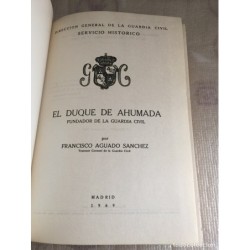 DIRECCION GENERAL DE LA GUARDIA CIVIL
SERVICIO HISTORICO
EL DUQUE DE AHUMADA
FUNDADOR DE LA GUARDIA CIVIL
por
FRANCISCO AGUADO SANCHEZ
MADRID
1969